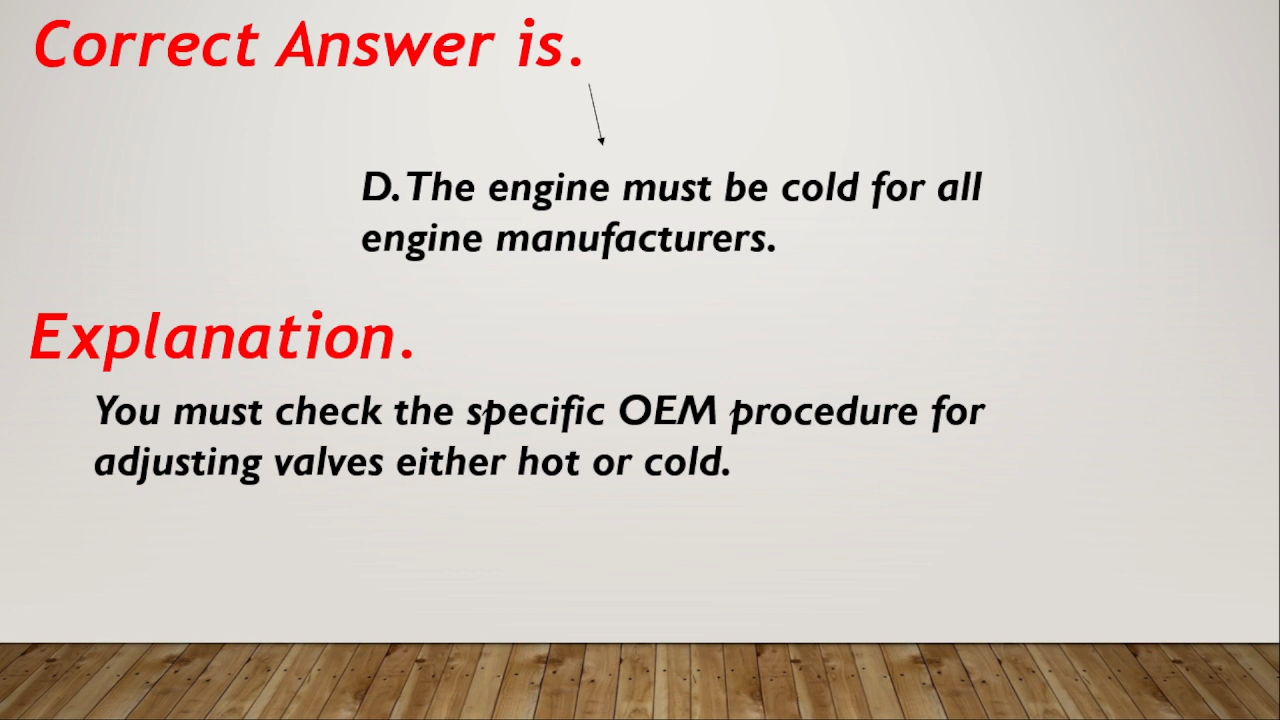 Correct Answer is.
D. The engine must be cold for all
engine manufacturers.
Explanation.
You must check the specific OEM procedure for
adjusting valves either hot or cold.